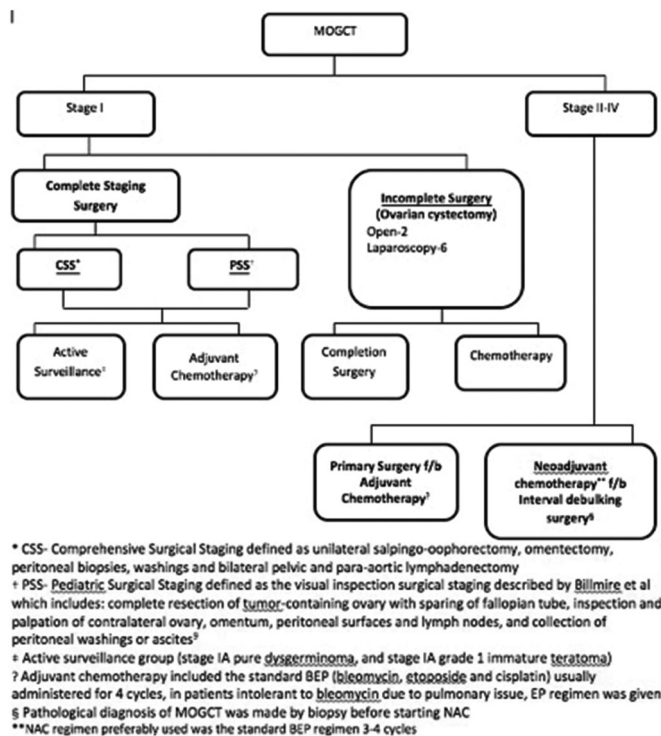 MOGCT
Stage I
Stage II-IV
Complete Staging
Surgery
Incomplete Surgery
(Ovarian cystectomy)
Open-2
Laparoscopy-6
CSS*
PSS†
Active
Surveillance‡
Adjuvant
Chemotherapy?
Completion
Surgery
Chemotherapy
Primary Surgery f/b
Adjuvant
Chemotherapy?
Neoadjuvant
chemotherapy** f/b
Interval debulking
surgery§
* CSS- Comprehensive Surgical Staging defined as unilateral salpingo-oophorectomy, omentectomy,
peritoneal biopsies, washings and bilateral pelvic and para-aortic lymphadenectomy
† PSS- Pediatric Surgical Staging defined as the visual inspection surgical staging described by Billmire et al
which includes: complete resection of tumor-containing ovary with sparing of fallopian tube, inspection and
palpation of contralateral ovary, omentum, peritoneal surfaces and lymph nodes, and collection of
peritoneal washings or ascites⁹
‡ Active surveillance group (stage IA pure dysgerminoma, and stage IA grade 1 immature teratoma)
? Adjuvant chemotherapy included the standard BEP (bleomycin, etoposide and cisplatin) usually
administered for 4 cycles, in patients intolerant to bleomycin due to pulmonary issue, EP regimen was given
§ Pathological diagnosis of MOGCT was made by biopsy before starting NAC
**NAC regimen preferably used was the standard BEP regimen 3-4 cycles